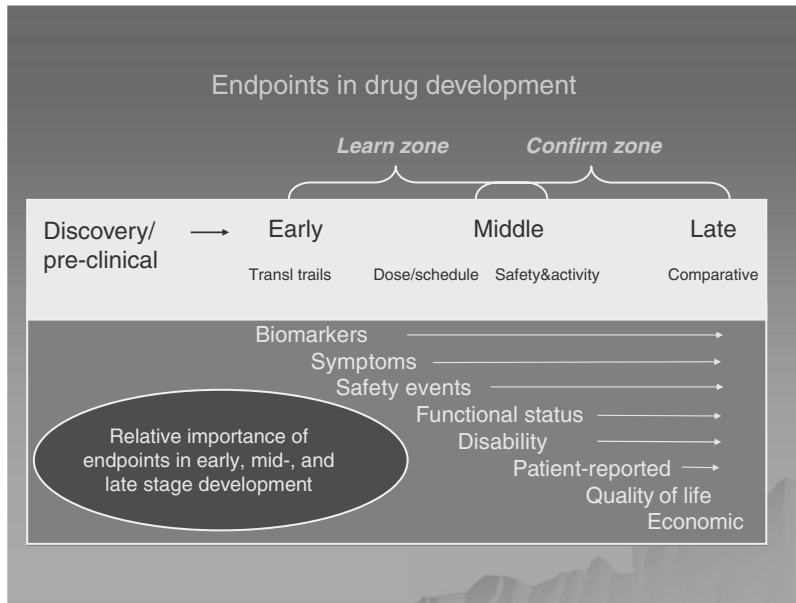 Endpoints in drug development
Learn zone Confirm zone
Discovery/
pre-clinical
Early Middle Late
Transl trails Dose/schedule Safety&activity Comparative
Biomarkers
Symptoms
Safety events
Functional status
Disability
Patient-reported
Quality of life
Economic
Relative importance of
endpoints in early, mid-, and
late stage development